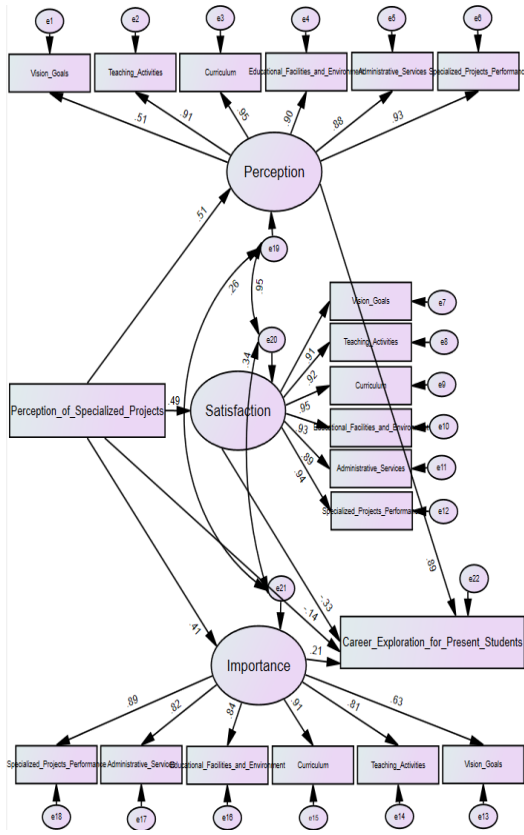 e1
e2
e3
e4
e5
e6
Vision_Goals
Teaching_Activities
Curriculum
Educational_Facilities_and_Environment
Administrative_Services
Specialized_Projects_Performance
.51
.91
.95
.90
.88
.93
Perception
.51
e19
.26
.95
Vision_Goals
e7
.34
e20
.91
Teaching_Activities
e8
.92
Curriculum
e9
Perception_of_Specialized_Projects
.49
Satisfaction
.95
Educational_Facilities_and_Environment
e10
.93
.89
Administrative_Services
e11
.94
Specialized_Projects_Performance
e12
.89
-.33
e21
-.14
e22
.41
.21
Career_Exploration_for_Present_Students
Importance
.89
.82
.84
.91
.81
.63
Specialized_Projects_Performance
Administrative_Services
Educational_Facilities_and_Environment
Curriculum
Teaching_Activities
Vision_Goals
e18
e17
e16
e15
e14
e13